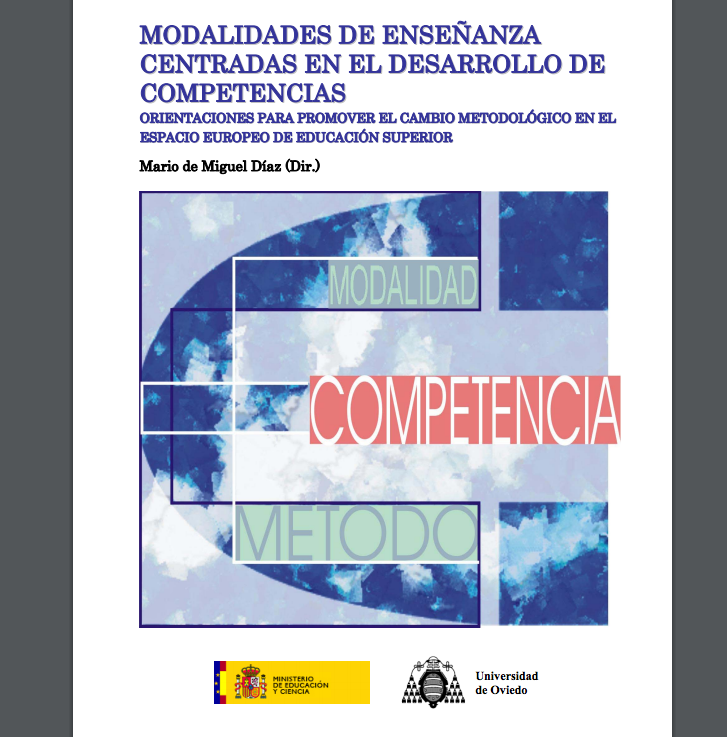 MODALIDADES DE ENSEÑANZA
CENTRADAS EN EL DESARROLLO DE
COMPETENCIAS
ORIENTACIONES PARA PROMOVER EL CAMBIO METODOLÓGICO EN EL
ESPACIO EUROPEO DE EDUCACIÓN SUPERIOR
Mario de Miguel Díaz (Dir.)
MODALIDAD
COMPETENCIA
METODO
MINISTERIO
DE EDUCACIÓN
Y CIENCIA
Universidad
de Oviedo